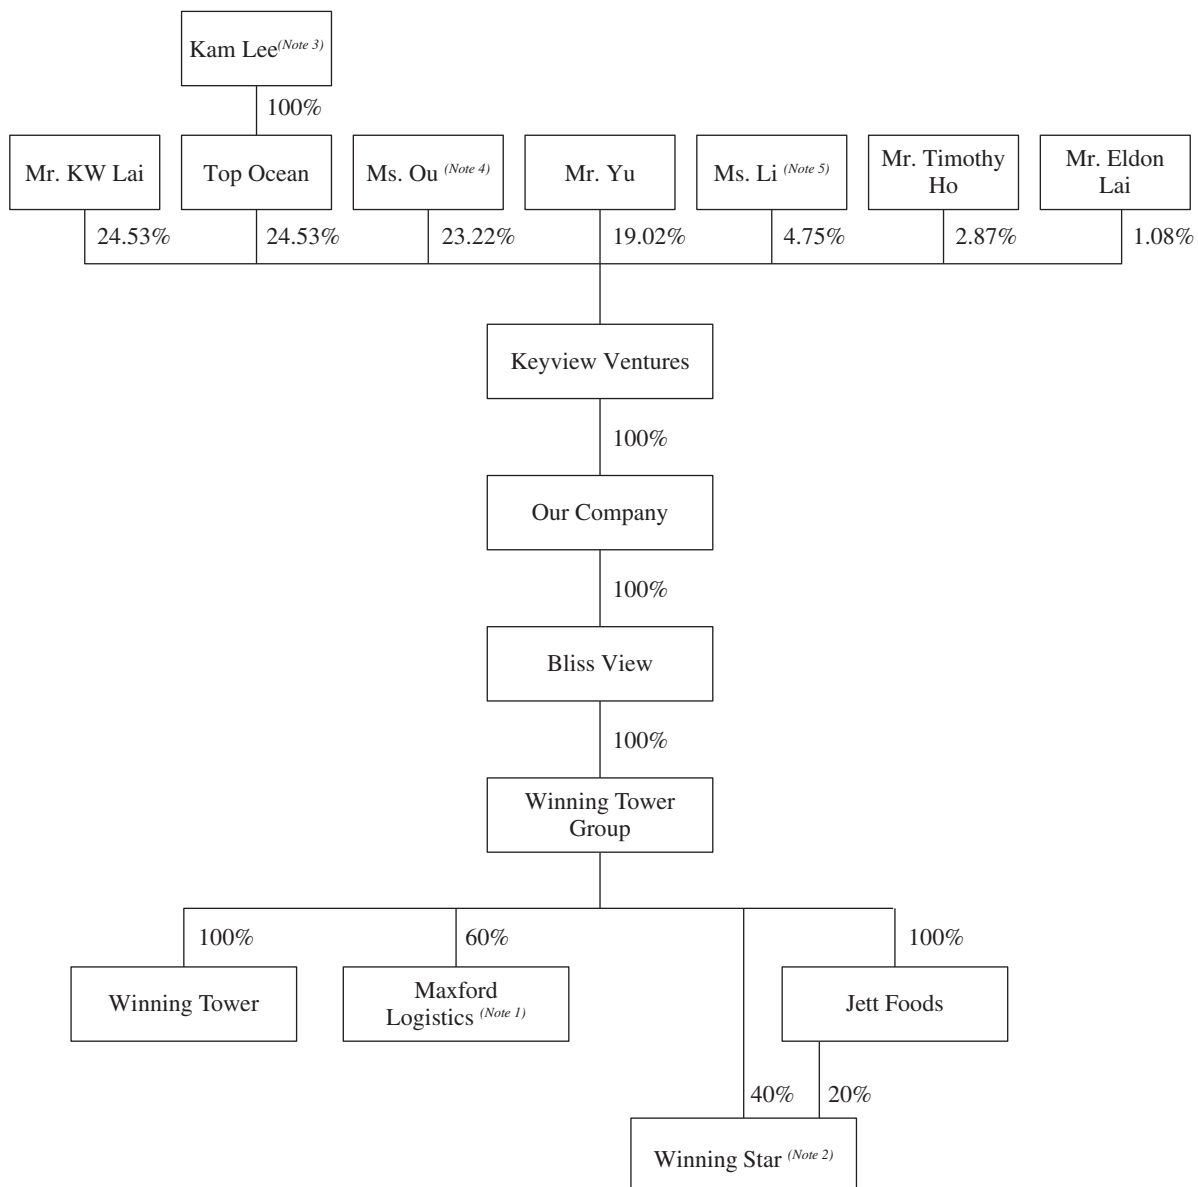 Kam Lee(Note 3)
100%
Mr. KW Lai
Top Ocean
Ms. Ou (Note 4)
Mr. Yu
Ms. Li (Note 5)
Mr. Timothy
Ho
Mr. Eldon
Lai
24.53%
24.53%
23.22%
19.02%
4.75%
2.87%
1.08%
Keyview Ventures
100%
Our Company
100%
Bliss View
100%
Winning Tower
Group
100%
60%
100%
Winning Tower
Maxford
Logistics (Note 1)
Jett Foods
40%
20%
Winning Star (Note 2)